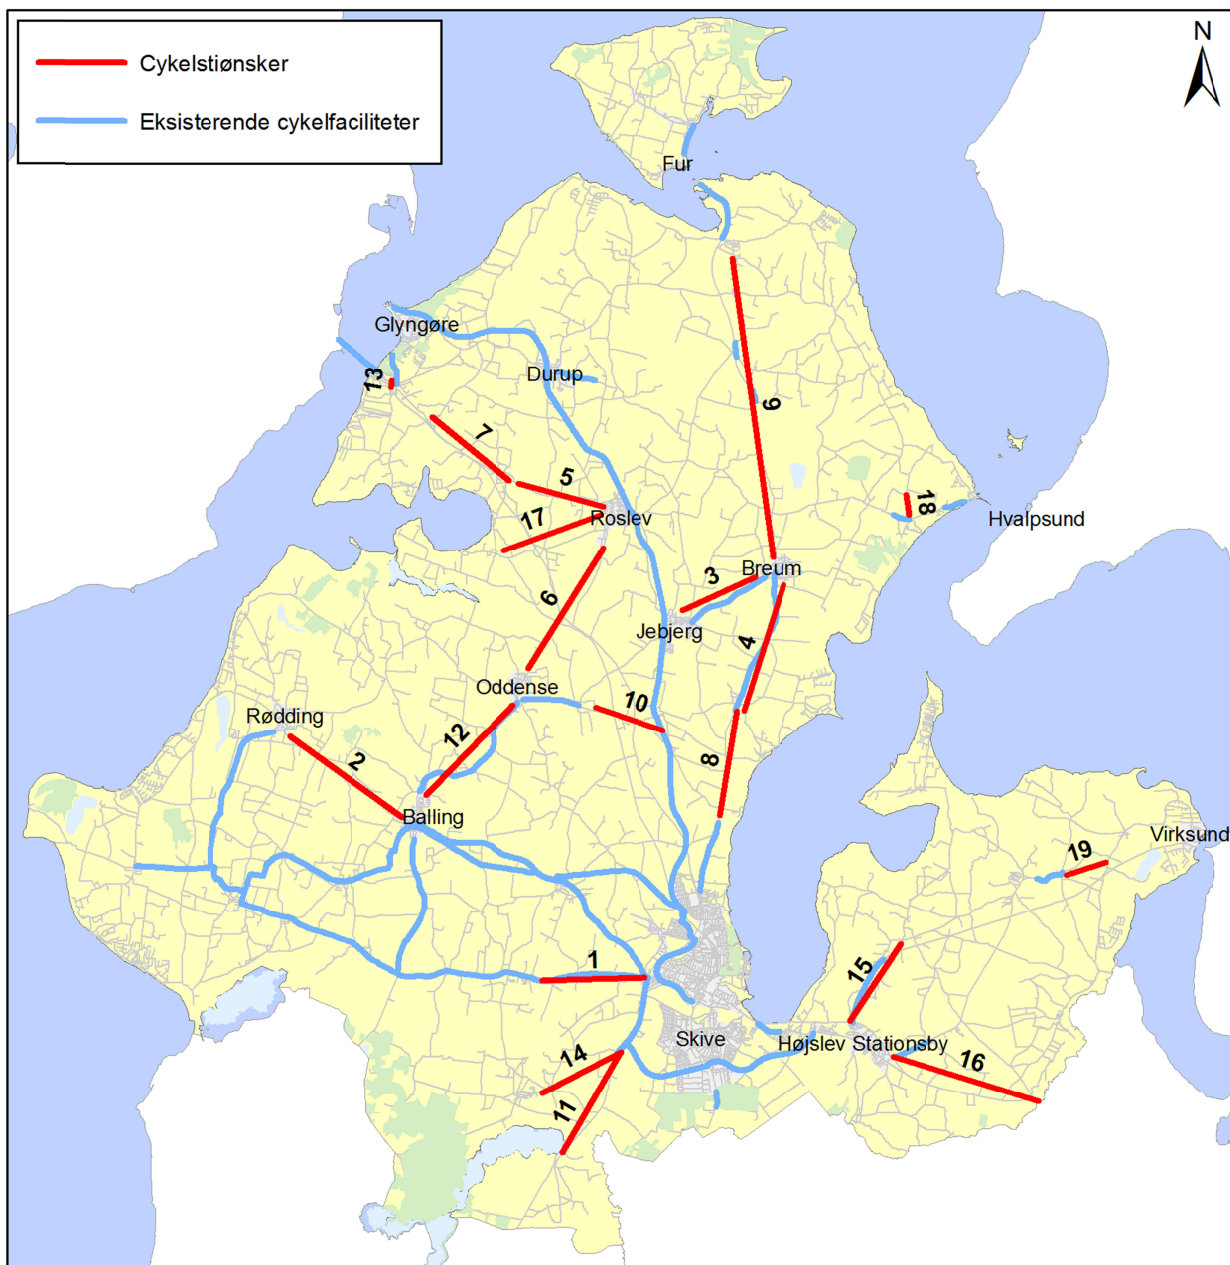 Cykelstiønsker
Eksisterende cykelfaciliteter
N
Fur
Glyngøre
13
Durup
9
7
5
17
Roslev
18
Hvalpsund
3
Breum
6
Jebjerg
4
Oddense
10
Rødding
12
2
8
Balling
Virksund
19
1
15
Skive
Højslev Stationsby
14
16
11